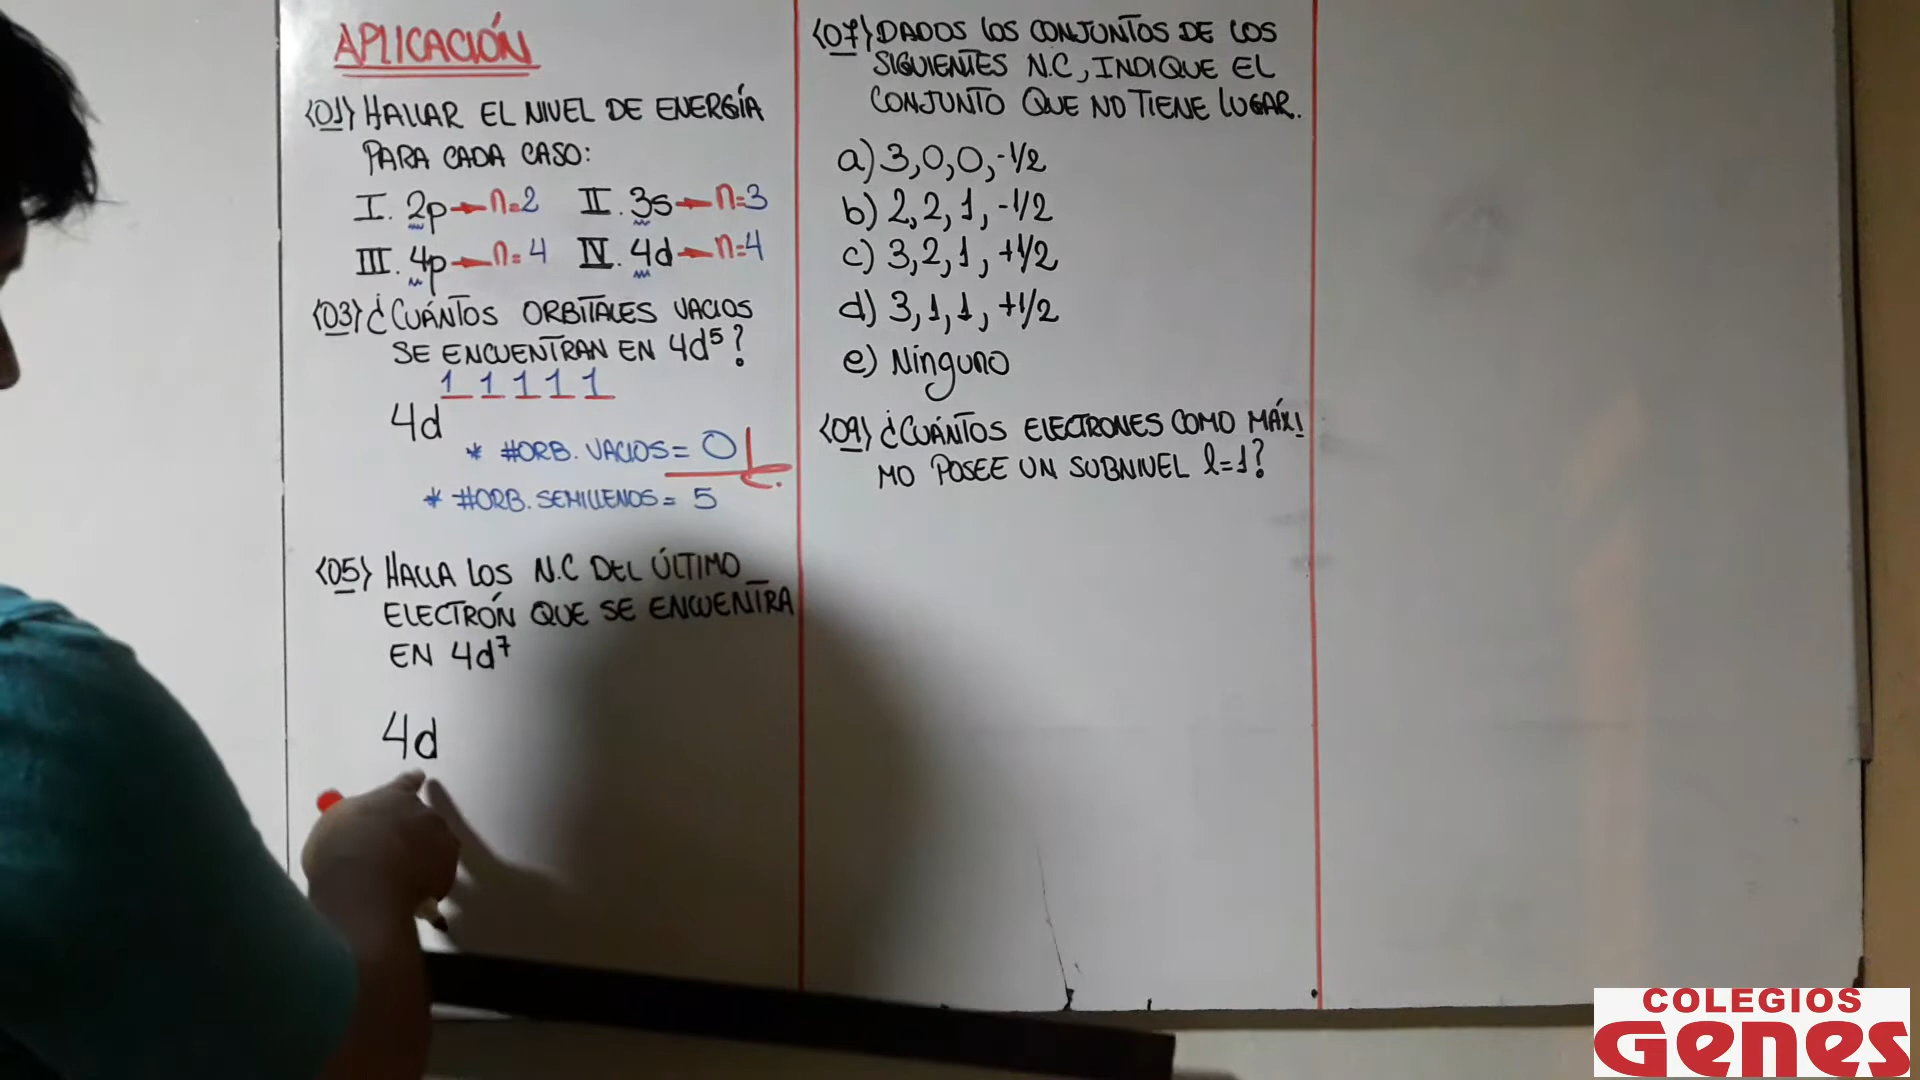 APLICACIÓN
<01> HALLAR EL NIVEL DE ENERGÍA
PARA CADA CASO:
I. 2p → n=2 II. 3s → n=3
III. 4p → n=4 IV. 4d → n=4
<03> ¿CUÁNTOS ORBITALES VACIOS
SE ENCUENTRAN EN 4d⁵?
1 1 1 1 1
4d
* #ORB. VACIOS = 0
* #ORB. SEMILLENOS = 5
<05> HALLA LOS N.C DEL ÚLTIMO
ELECTRÓN QUE SE ENCUENTRA
EN 4d⁷
4d
<07> DADOS LOS CONJUNTOS DE LOS
SIGUIENTES N.C, INDIQUE EL
CONJUNTO QUE NO TIENE LUGAR.
a) 3, 0, 0, -1/2
b) 2, 2, 1, -1/2
c) 3, 2, 1, +1/2
d) 3, 1, 1, +1/2
e) Ninguno
<09> ¿CUÁNTOS ELECTRONES COMO MÁXI
MO POSEE UN SUBNIVEL l=1?
COLEGIOS
Genes